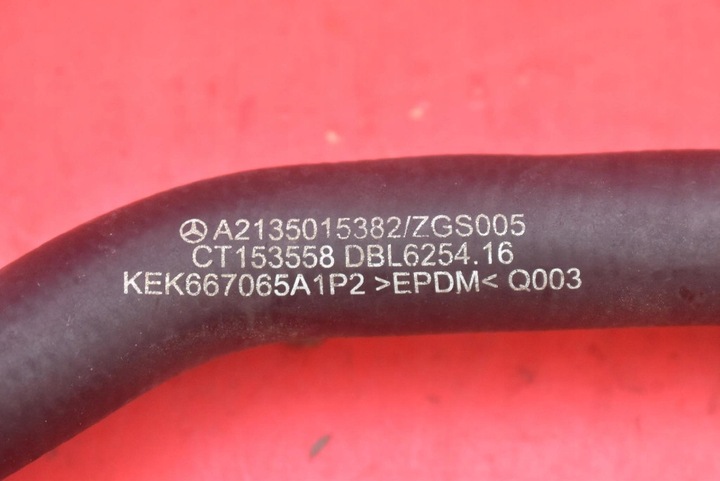 A2135015382/ZGS005
CT153558 DBL6254.16
KEK667065A1P2 >EPDM< Q003